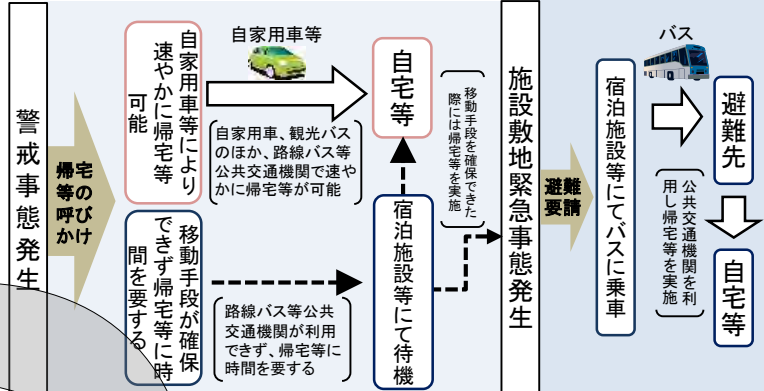 警戒事態発生
帰宅の
等呼び
かけ
自家用車等により
速やかに帰宅等
可能
自家用車等
自家用車、観光バス
のほか、路線バス等
公共交通機関で速や
かに帰宅等が可能
自宅等
移動手段を確保できた
際には帰宅等を実施
移動手段が確保
できず帰宅等に時
間を要する
路線バス等公共
交通機関が利用
できず、帰宅等に
時間を要する
宿泊施設等にて待機
施設敷地緊急事態発生
避難
要請
宿泊施設等にてバスに乗車
バス
避難先
公共交通機関を利
用し帰宅等を実施
自宅等